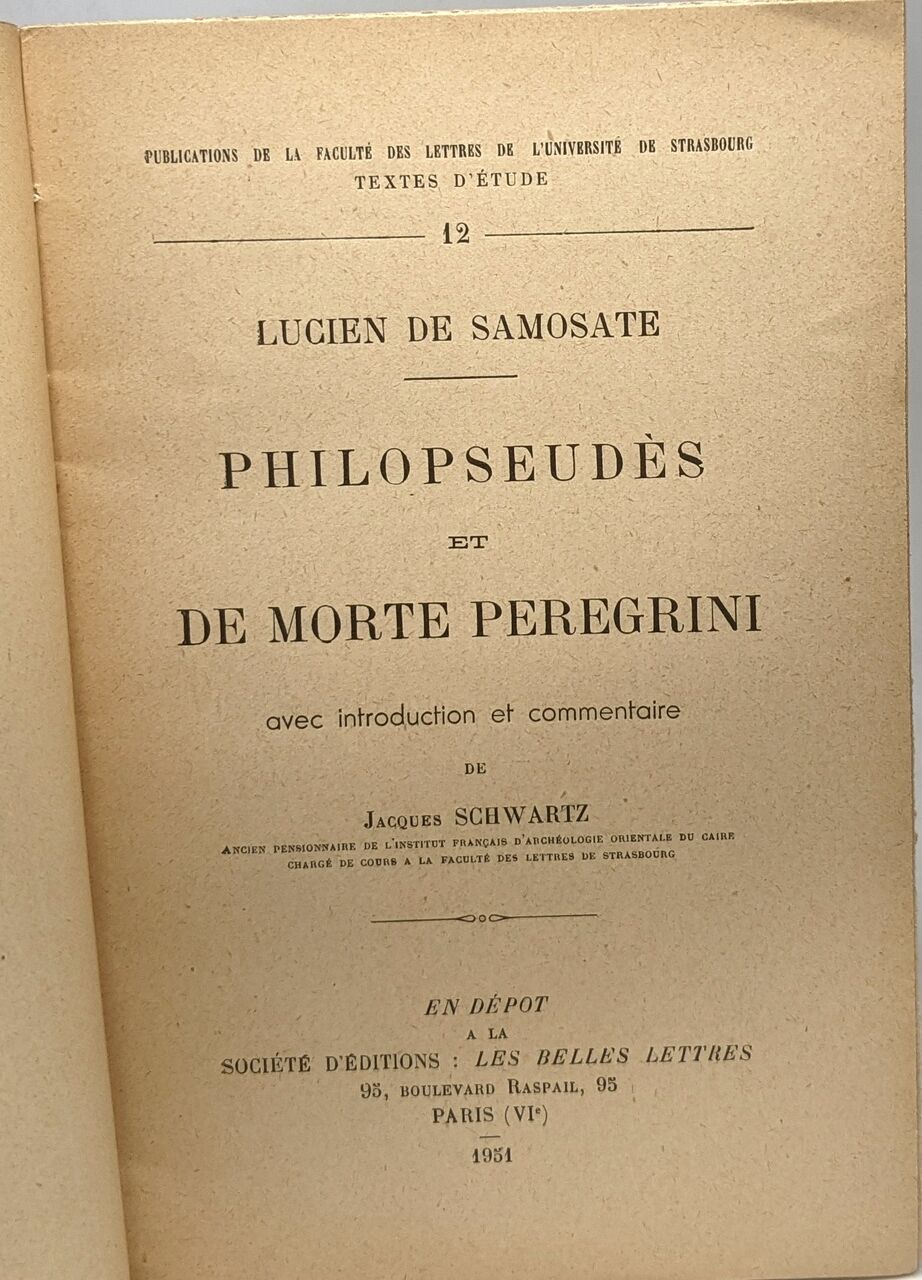 PUBLICATIONS DE LA FACULTÉ DES LETTRES DE L'UNIVERSITÉ DE STRASBOURG
TEXTES D'ÉTUDE
12
LUCIEN DE SAMOSATE
PHILOPSEUDÈS
ET
DE MORTE PEREGRINI
avec introduction et commentaire
DE
JACQUES SCHWARTZ
ANCIEN PENSIONNAIRE DE L'INSTITUT FRANÇAIS D'ARCHÉOLOGIE ORIENTALE DU CAIRE
CHARGÉ DE COURS A LA FACULTÉ DES LETTRES DE STRASBOURG
EN DÉPOT
A LA
SOCIÉTÉ D'ÉDITIONS : LES BELLES LETTRES
95, BOULEVARD RASPAIL, 95
PARIS (VIe)
1951